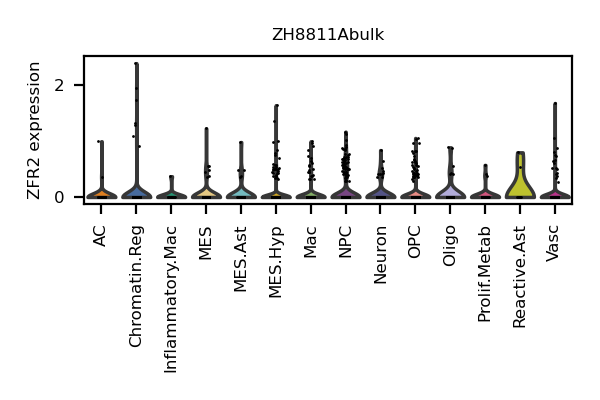 ZH8811Abulk
ZFR2 expression
2
0
AC
Chromatin.Reg
Inflammatory.Mac
MES
MES.Ast
MES.Hyp
Mac
NPC
Neuron
OPC
Oligo
Prolif.Metab
Reactive.Ast
Vasc